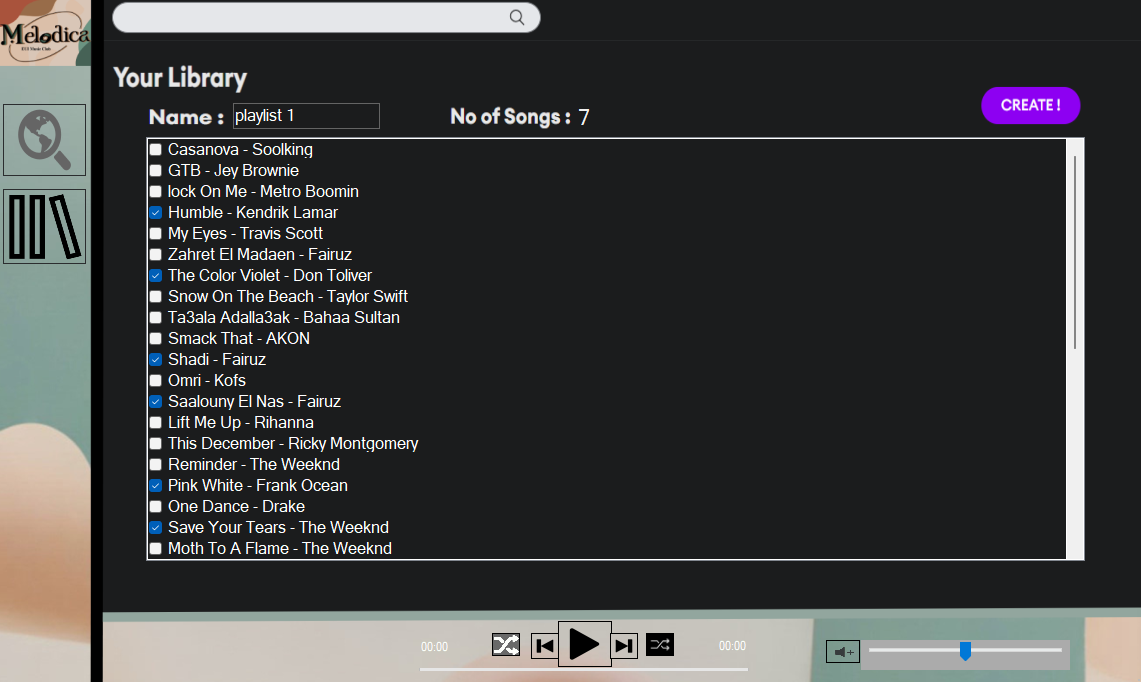 Melodica
EUI Music Club
Your Library
Name : playlist 1 No of Songs : 7 CREATE !
Casanova - Soolking
GTB - Jey Brownie
lock On Me - Metro Boomin
Humble - Kendrik Lamar
My Eyes - Travis Scott
Zahret El Madaen - Fairuz
The Color Violet - Don Toliver
Snow On The Beach - Taylor Swift
Ta3ala Adalla3ak - Bahaa Sultan
Smack That - AKON
Shadi - Fairuz
Omri - Kofs
Saalouny El Nas - Fairuz
Lift Me Up - Rihanna
This December - Ricky Montgomery
Reminder - The Weeknd
Pink White - Frank Ocean
One Dance - Drake
Save Your Tears - The Weeknd
Moth To A Flame - The Weeknd
00:00 00:00